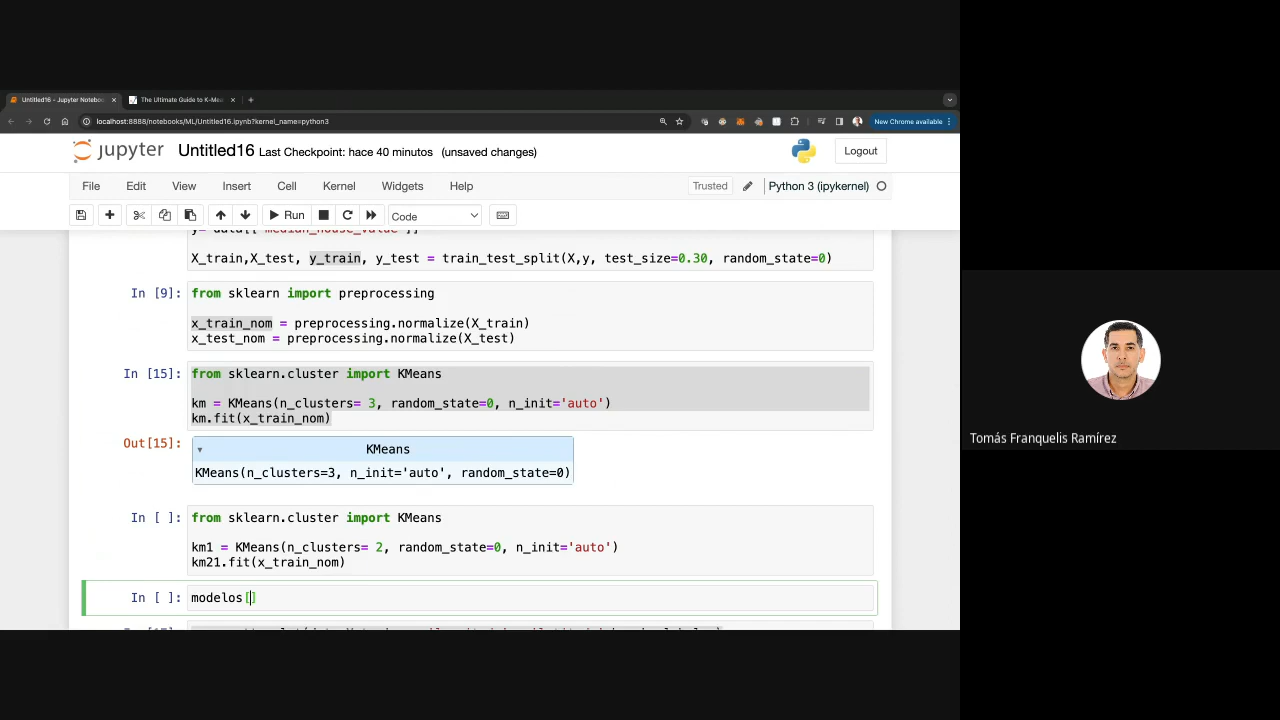 Untitled16 - Jupyter Noteboo
The Ultimate Guide to K-Mea
localhost:8888/notebooks/ML/Untitled16.ipynb?kernel_name=python3
New Chrome available
jupyter Untitled16 Last Checkpoint: hace 40 minutos (unsaved changes)
Logout
File Edit View Insert Cell Kernel Widgets Help
Trusted
Python 3 (ipykernel)
Run
Code
y= data[['median_house_value']]
X_train,X_test, y_train, y_test = train_test_split(X,y, test_size=0.30, random_state=0)
In [9]: from sklearn import preprocessing
x_train_nom = preprocessing.normalize(X_train)
x_test_nom = preprocessing.normalize(X_test)
In [15]: from sklearn.cluster import KMeans
km = KMeans(n_clusters= 3, random_state=0, n_init='auto')
km.fit(x_train_nom)
Out[15]: KMeans
KMeans(n_clusters=3, n_init='auto', random_state=0)
In [ ]: from sklearn.cluster import KMeans
km1 = KMeans(n_clusters= 2, random_state=0, n_init='auto')
km21.fit(x_train_nom)
In [ ]: modelos[]
Tomás Franquelis Ramírez